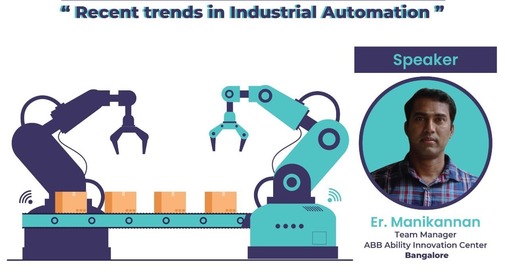 “ Recent trends in Industrial Automation ”
Speaker
Er. Manikannan
Team Manager
ABB Ability Innovation Center
Bangalore